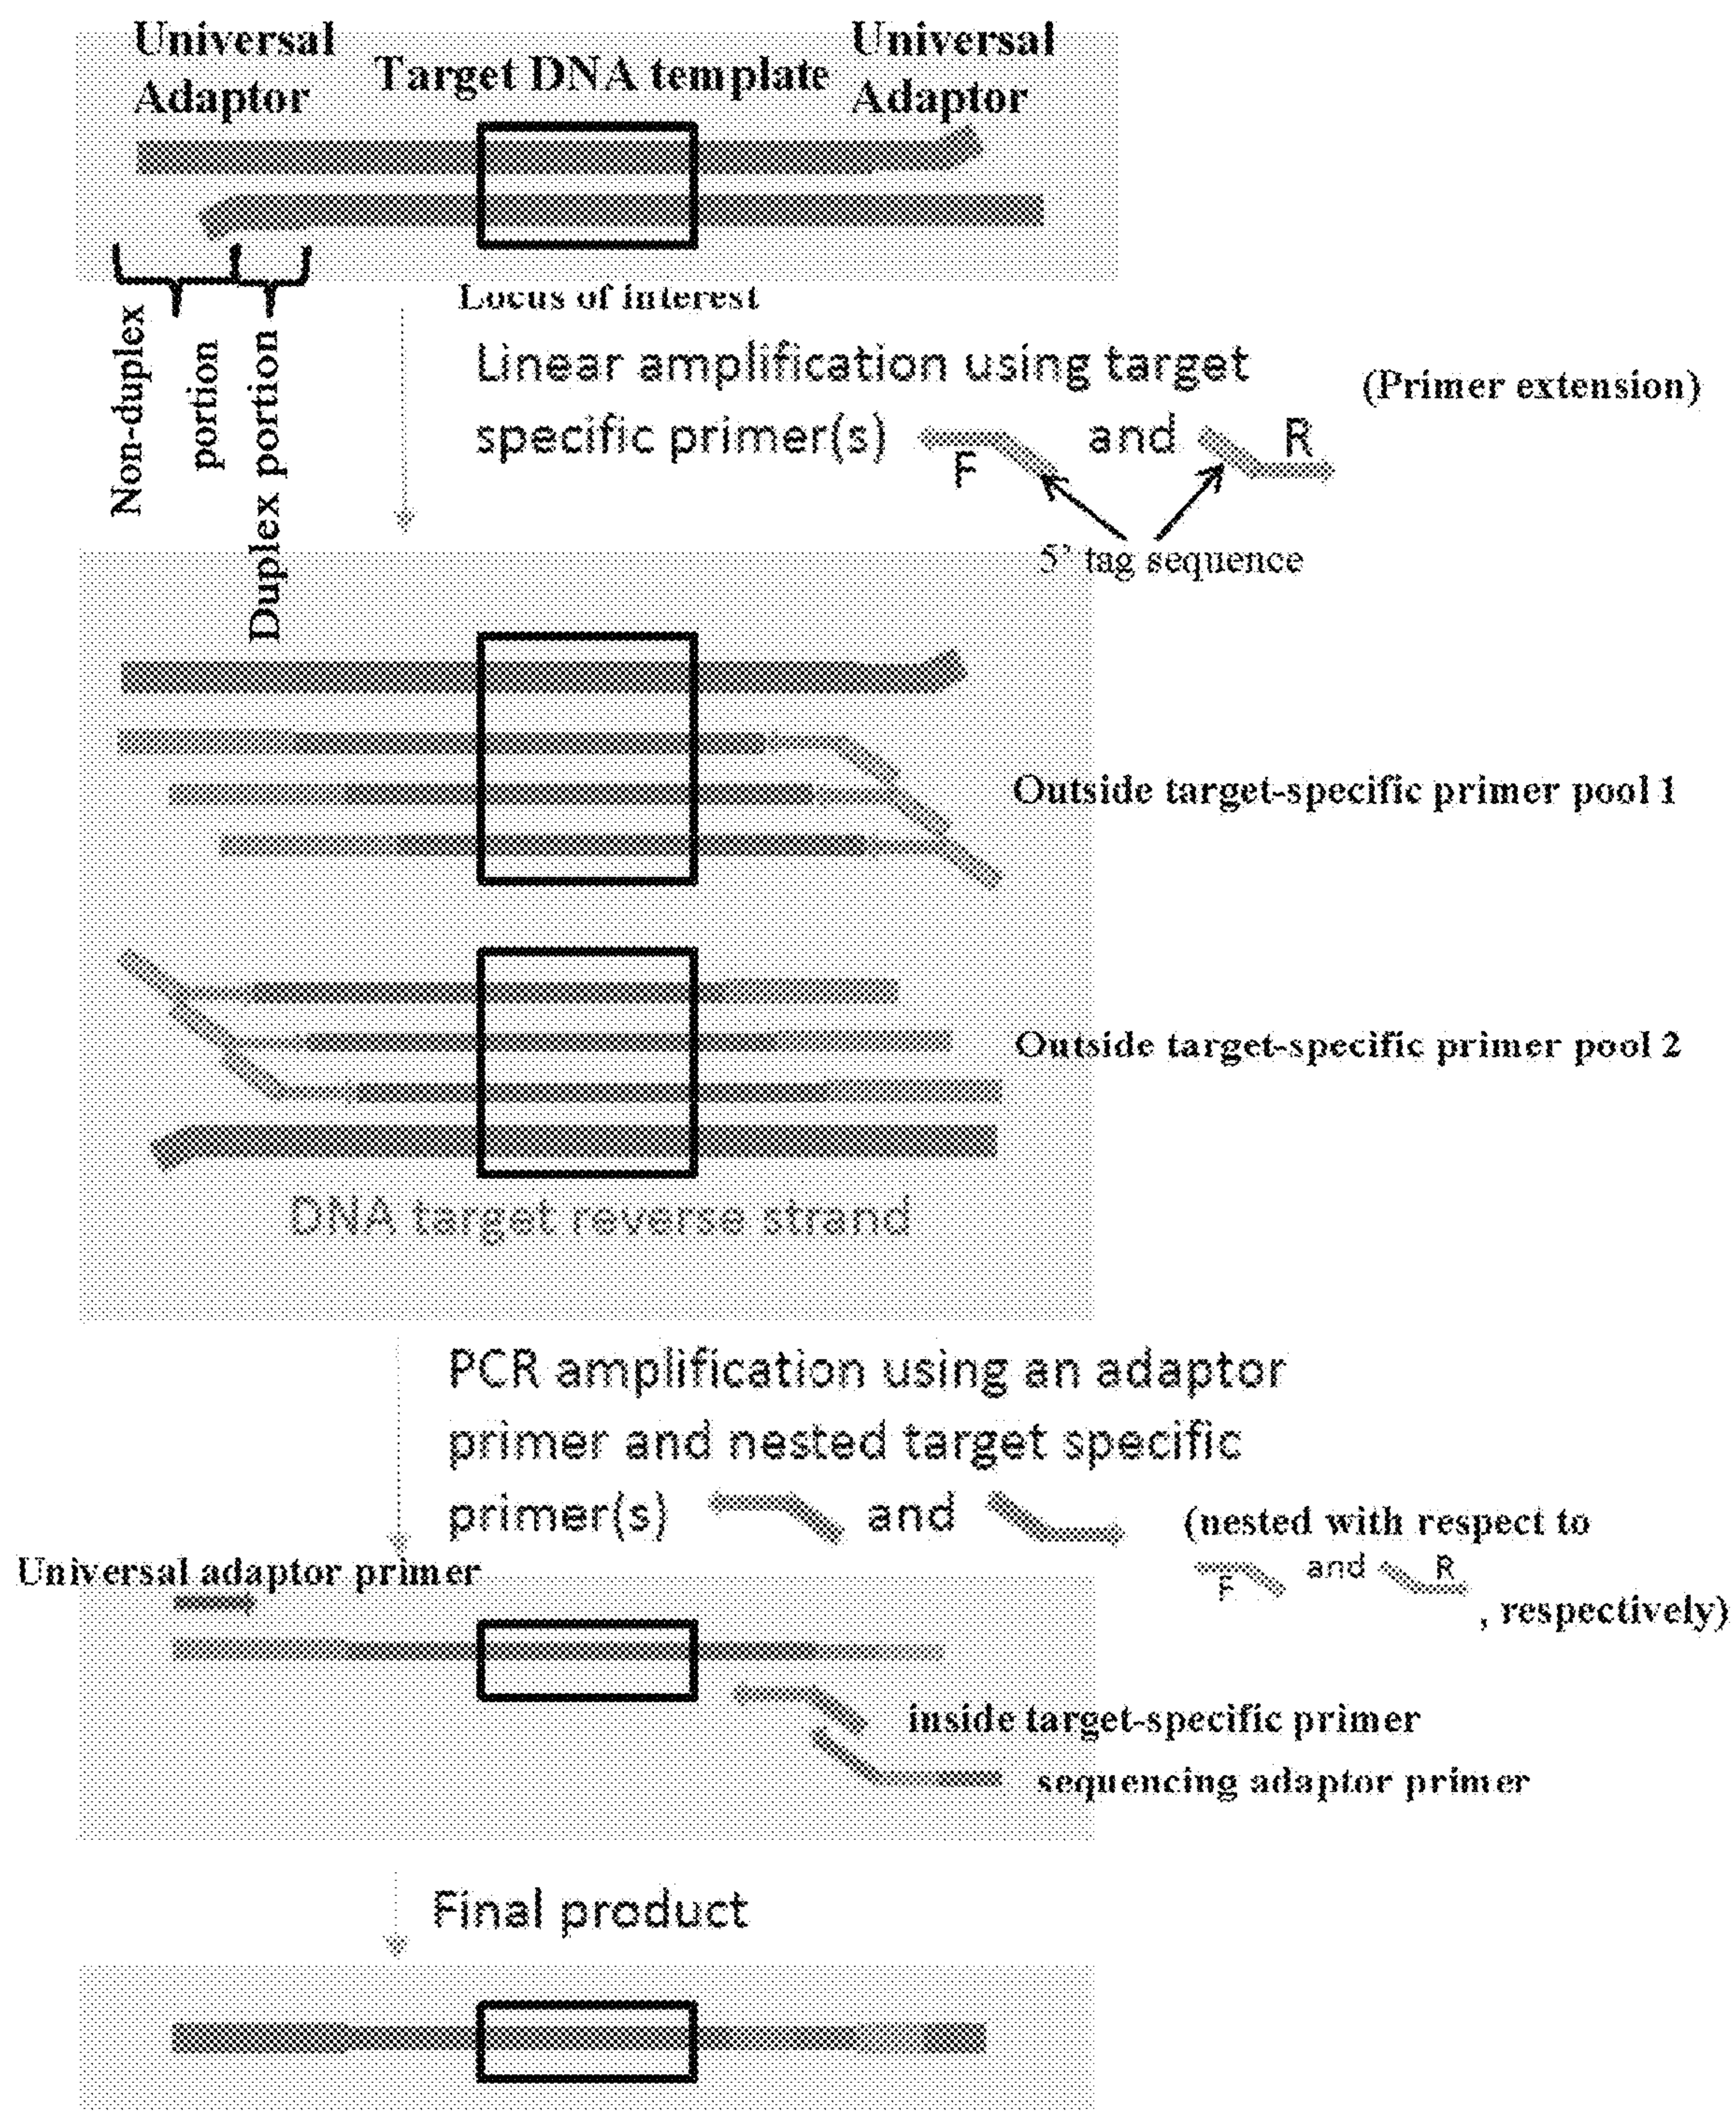 Universal
Adaptor
Target DNA template
Universal
Adaptor
Locus of interest
Non-duplex
portion
Duplex portion
Linear amplification using target
specific primer(s) and
F
R
(Primer extension)
5' tag sequence
Outside target-specific primer pool 1
Outside target-specific primer pool 2
DNA target reverse strand
PCR amplification using an adaptor
primer and nested target specific
primer(s) and
(nested with respect to
F and R
, respectively)
Universal adaptor primer
inside target-specific primer
sequencing adaptor primer
Final product